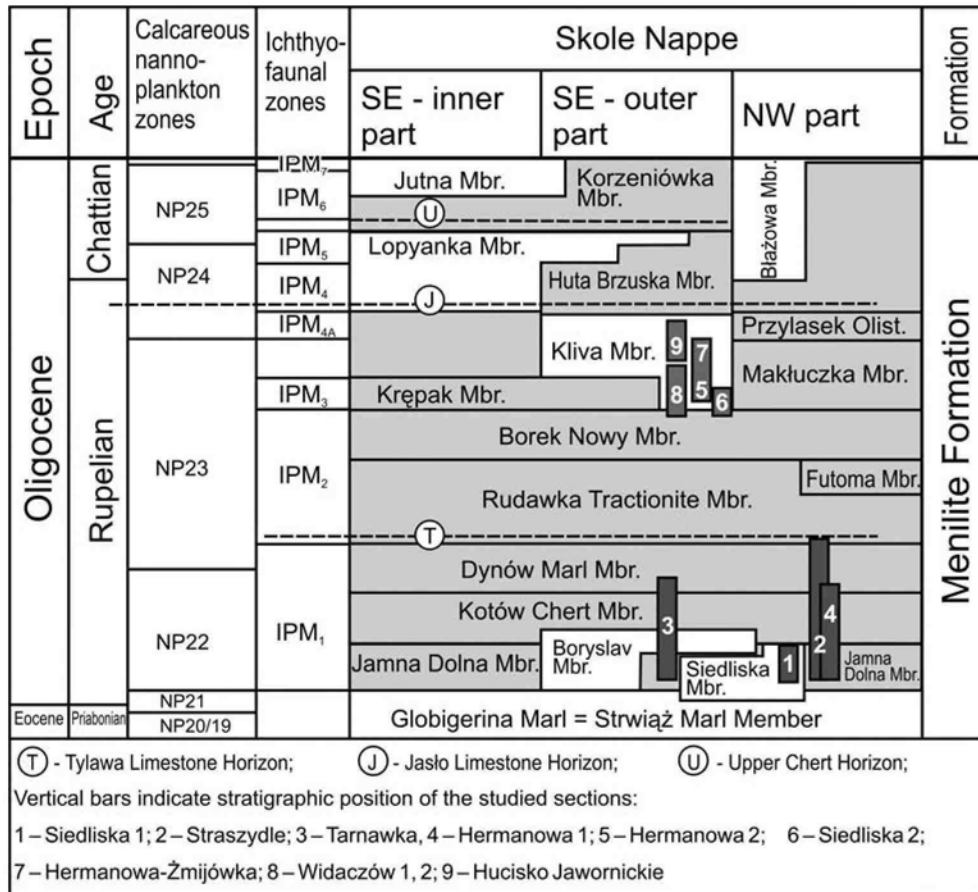 Epoch
Age
Calcareous
nanno-
plankton
zones
Ichthyo-
faunal
zones
Skole Nappe
SE - inner
part
SE - outer
part
NW part
Formation
Oligocene
Eocene
Chattian
Rupelian
Priabonian
NP25
NP24
NP23
NP22
NP21
NP20/19
IPM7
IPM6
IPM5
IPM4
IPM4A
IPM3
IPM2
IPM1
Jutna Mbr.
Korzeniówka
Mbr.
Błażowa Mbr.
U
Lopyanka Mbr.
Huta Brzuska Mbr.
J
Przylasek Olist.
Kliva Mbr.
9
7
Makłuczka Mbr.
Krępak Mbr.
8
5
6
Borek Nowy Mbr.
Futoma Mbr.
Rudawka Tractionite Mbr.
T
Dynów Marl Mbr.
Kotów Chert Mbr.
3
4
2
1
Boryslav
Mbr.
Jamna Dolna Mbr.
Siedliska
Mbr.
Jamna
Dolna Mbr.
Globigerina Marl = Strwiąż Marl Member
Menilite Formation
T - Tylawa Limestone Horizon; J - Jasło Limestone Horizon; U - Upper Chert Horizon;
Vertical bars indicate stratigraphic position of the studied sections:
1 – Siedliska 1; 2 – Straszydle; 3 – Tarnawka, 4 – Hermanowa 1; 5 – Hermanowa 2; 6 – Siedliska 2;
7 – Hermanowa-Żmijówka; 8 – Widaczów 1, 2; 9 – Hucisko Jawornickie